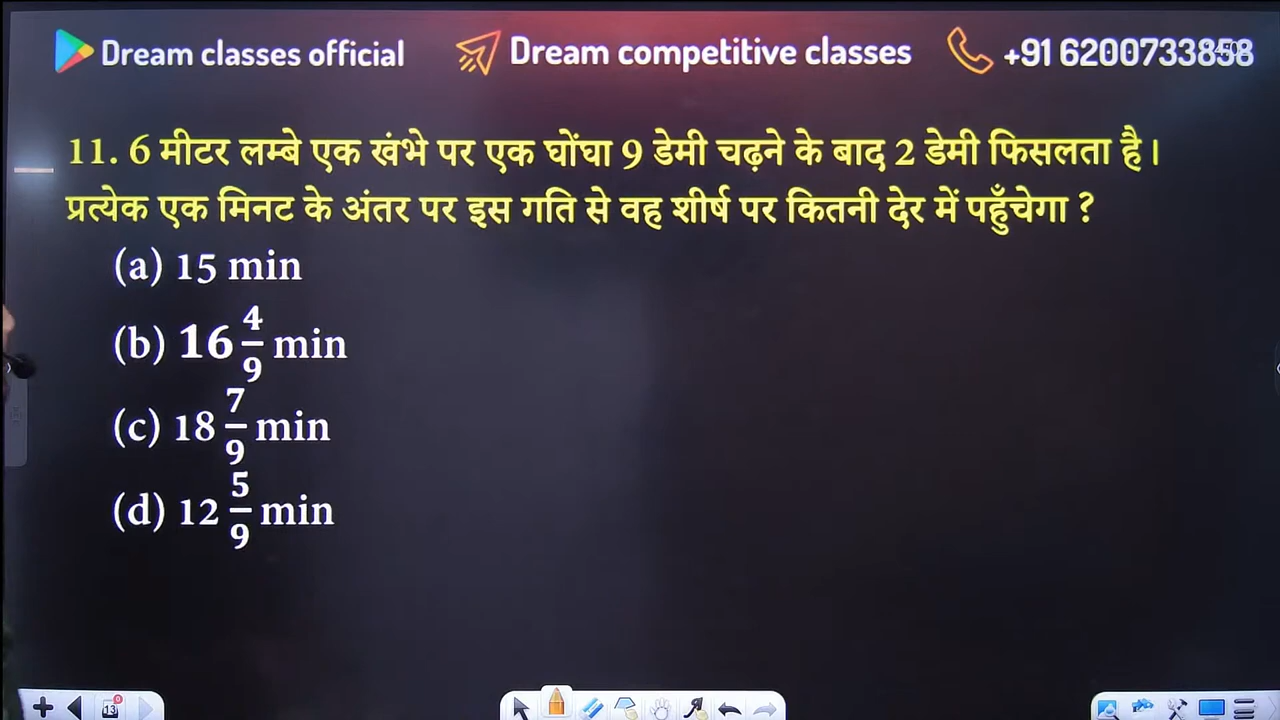 Dream classes official Dream competitive classes +91 6200733858
11. 6 मीटर लम्बे एक खंभे पर एक घोंघा 9 डेमी चढ़ने के बाद 2 डेमी फिसलता है।
प्रत्येक एक मिनट के अंतर पर इस गति से वह शीर्ष पर कितनी देर में पहुँचेगा ?
(a) 15 min
(b) 16 4/9 min
(c) 18 7/9 min
(d) 12 5/9 min
13